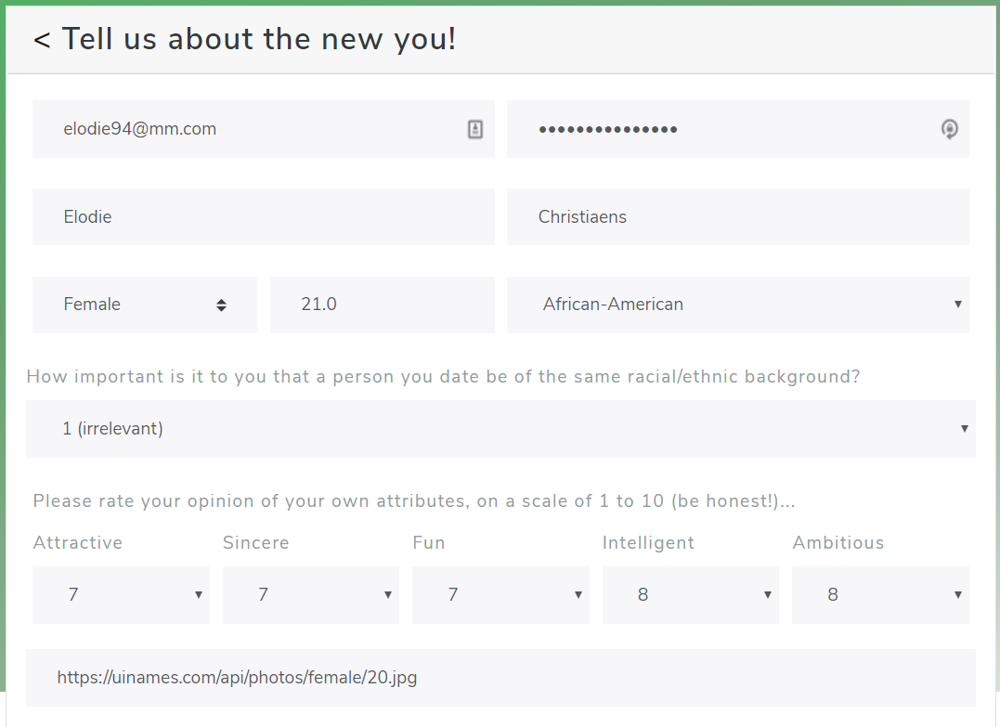 < Tell us about the new you!
elodie94@mm.com •••••••••••••••
Elodie Christiaens
Female 21.0 African-American
How important is it to you that a person you date be of the same racial/ethnic background?
1 (irrelevant)
Please rate your opinion of your own attributes, on a scale of 1 to 10 (be honest!)...
Attractive Sincere Fun Intelligent Ambitious
7 7 7 8 8
https://uinames.com/api/photos/female/20.jpg